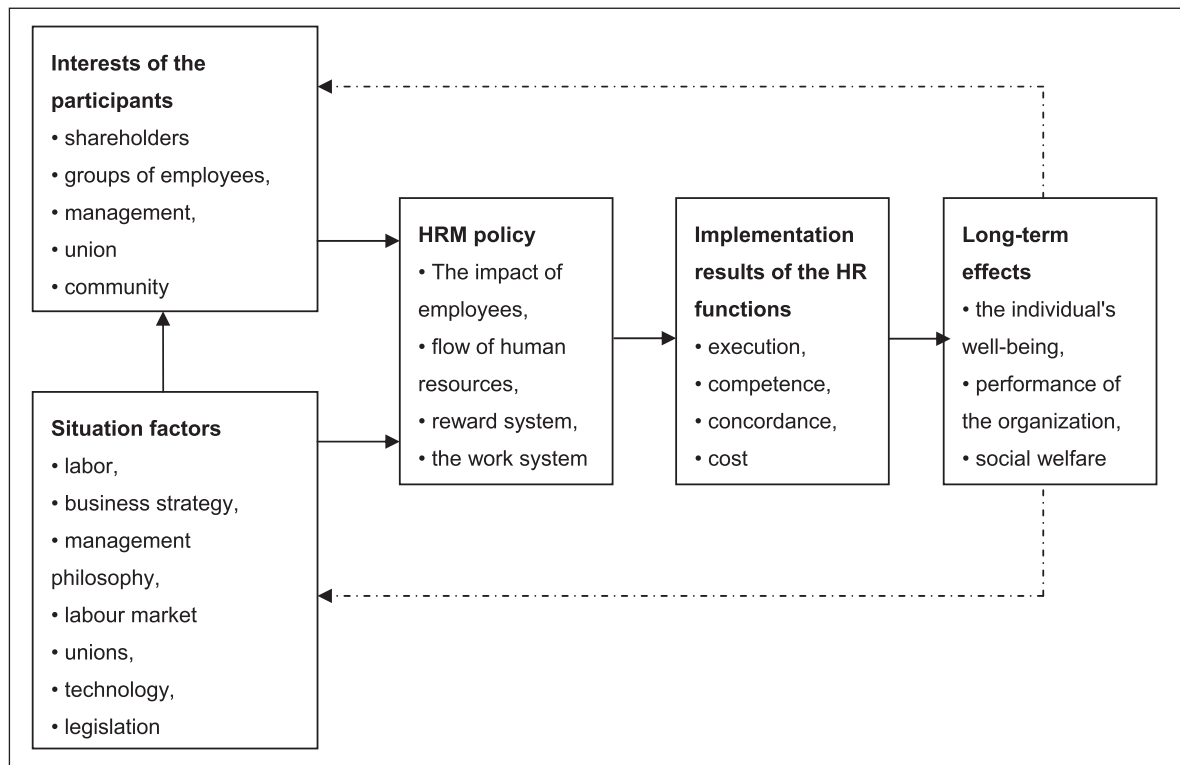 Interests of the
participants
• shareholders
• groups of employees,
• management,
• union
• community
Situation factors
• labor,
• business strategy,
• management
philosophy,
• labour market
• unions,
• technology,
• legislation
HRM policy
• The impact of
employees,
• flow of human
resources,
• reward system,
• the work system
Implementation
results of the HR
functions
• execution,
• competence,
• concordance,
• cost
Long-term
effects
• the individual's
well-being,
• performance of
the organization,
• social welfare